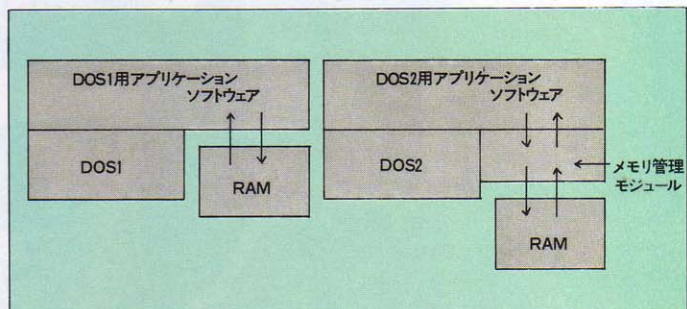 DOS1用アプリケーション
ソフトウェア
DOS1
RAM
DOS2用アプリケーション
ソフトウェア
DOS2
メモリ管理
モジュール
RAM